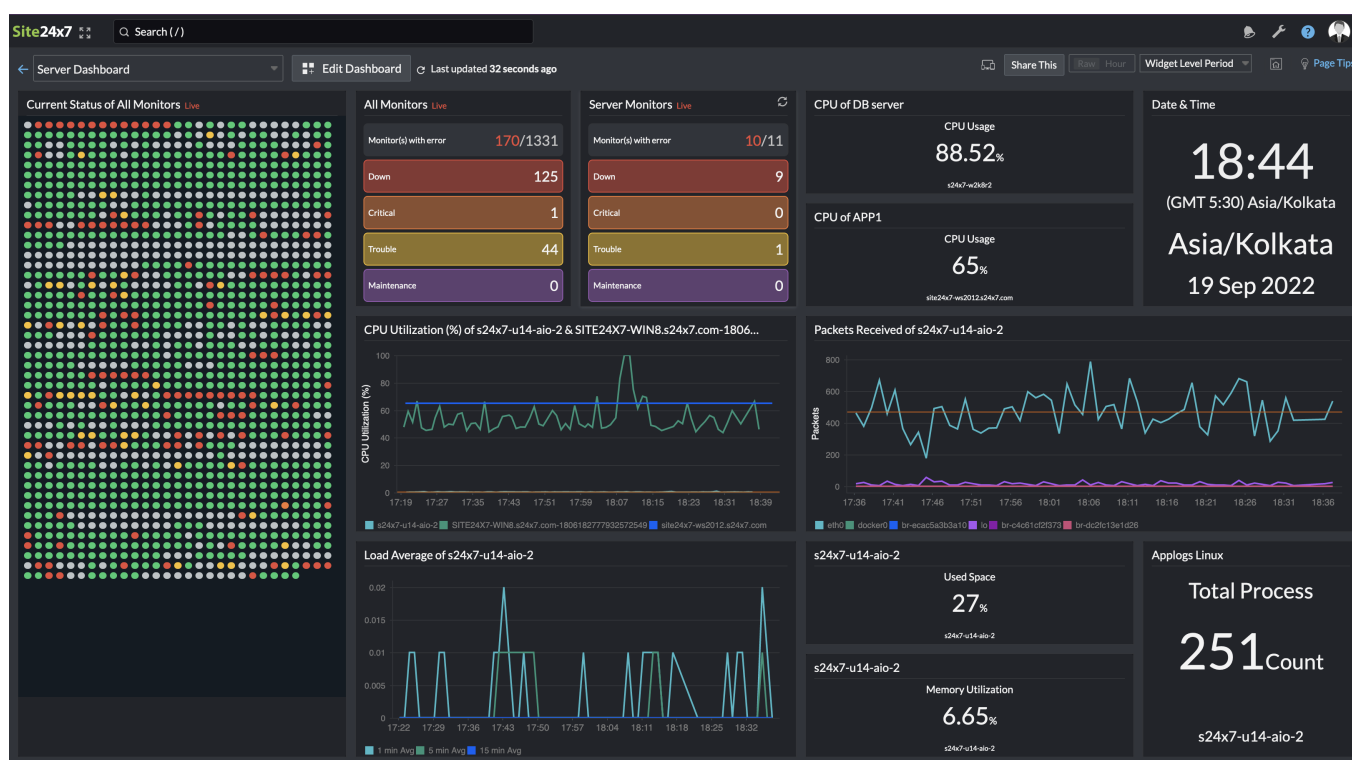 Site24x7
Search ( / )
Server Dashboard
Edit Dashboard
Last updated 32 seconds ago
Share This
Raw Hour
Widget Level Period
Page Tips
Current Status of All Monitors Live
All Monitors Live
Monitor(s) with error 170/1331
Down 125
Critical 1
Trouble 44
Maintenance 0
Server Monitors Live
Monitor(s) with error 10/11
Down 9
Critical 0
Trouble 1
Maintenance 0
CPU of DB server
CPU Usage
88.52%
s24x7-w2k8r2
CPU of APP1
CPU Usage
65%
site24x7-ws2012.s24x7.com
Date & Time
18:44
(GMT 5:30) Asia/Kolkata
Asia/Kolkata
19 Sep 2022
CPU Utilization (%) of s24x7-u14-aio-2 & SITE24X7-WIN8.s24x7.com-1806...
CPU Utilization (%)
100
80
60
40
20
0
17:19 17:27 17:35 17:43 17:51 17:59 18:07 18:15 18:23 18:31 18:39
s24x7-u14-aio-2 SITE24X7-WIN8.s24x7.com-1806182777932572549 site24x7-ws2012.s24x7.com
Packets Received of s24x7-u14-aio-2
Packets
800
600
400
200
0
17:36 17:41 17:46 17:51 17:56 18:01 18:06 18:11 18:16 18:21 18:26 18:31 18:36
eth0 docker0 br-ecac5a3b3a10 lo br-c4c61cf2f373 br-dc2fc13e1d26
Load Average of s24x7-u14-aio-2
0.02
0.015
0.01
0.005
0
17:22 17:29 17:36 17:43 17:50 17:57 18:04 18:11 18:18 18:25 18:32
1 min Avg 5 min Avg 15 min Avg
s24x7-u14-aio-2
Used Space
27%
s24x7-u14-aio-2
s24x7-u14-aio-2
Memory Utilization
6.65%
s24x7-u14-aio-2
Applogs Linux
Total Process
251 Count
s24x7-u14-aio-2